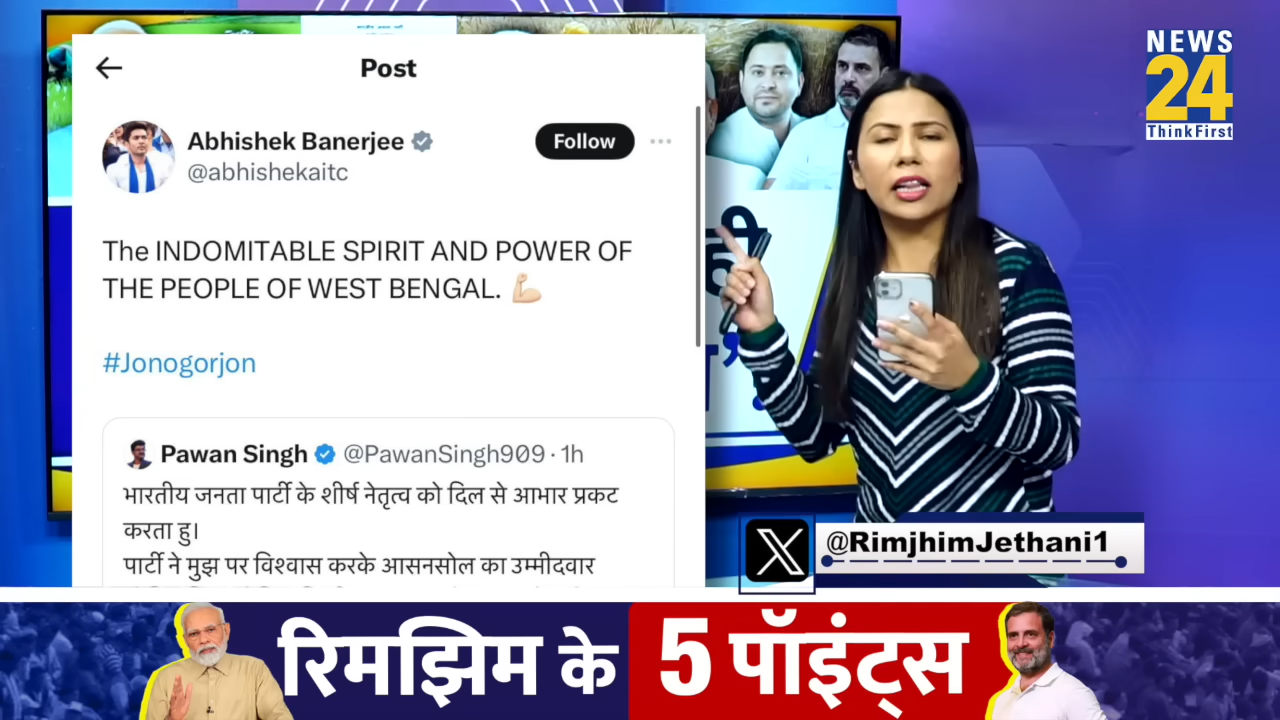 Post
Abhishek Banerjee
Follow
@abhishekaitc
The INDOMITABLE SPIRIT AND POWER OF
THE PEOPLE OF WEST BENGAL. 💪🏼
#Jonogorjon
Pawan Singh @PawanSingh909 · 1h
भारतीय जनता पार्टी के शीर्ष नेतृत्व को दिल से आभार प्रकट
करता हु।
पार्टी ने मुझ पर विश्वास करके आसनसोल का उम्मीदवार
NEWS
24
ThinkFirst
@RimjhimJethani1
रिमझिम के 5 पॉइंट्स